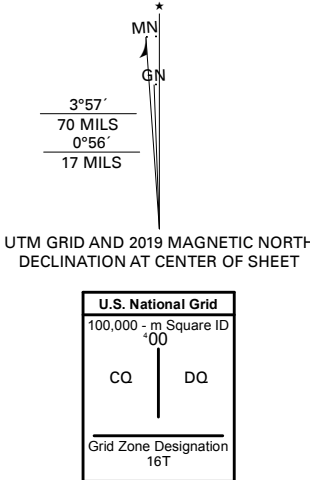 MN
GN
3°57´
70 MILS
0°56´
17 MILS
UTM GRID AND 2019 MAGNETIC NORTH
DECLINATION AT CENTER OF SHEET
U.S. National Grid
100,000 - m Square ID
⁴00
CQ DQ
Grid Zone Designation
16T